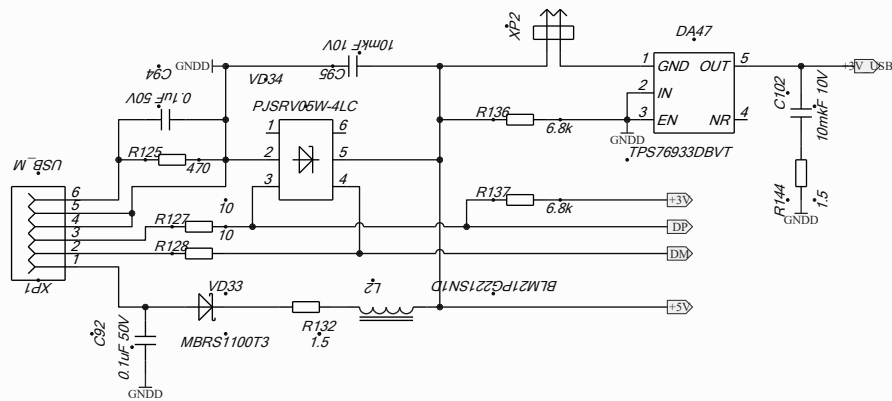 XP2
DA47
10mkF 10V
C95
C94
GNDD
VD34
1 GND OUT 5
+3V_USB
0.1uF 50V
PJSRV05W-4LC
2 IN
3 EN NR 4
C102
10mkF 10V
R136
6.8k
GNDD
TPS76933DBVT
1 6
2 5
3 4
R125
470
USB_M
6
5
4
3
2
1
XP1
10
R127
10
R128
R137
6.8k
+3V
DP
DM
R144
1.5
GNDD
VD33
L2
BLM21PG221SN1D
+5V
C92
0.1uF 50V
MBRS1100T3
R132
1.5
GNDD